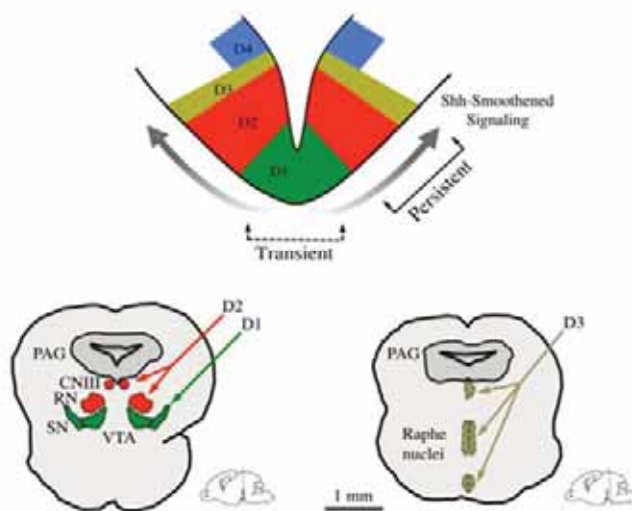 D4
D3
D2
D1
Shh-Smoothened
Signaling
Persistent
Transient
D2
D1
PAG
CNIII
RN
SN
VTA
D3
PAG
Raphe
nuclei
1 mm